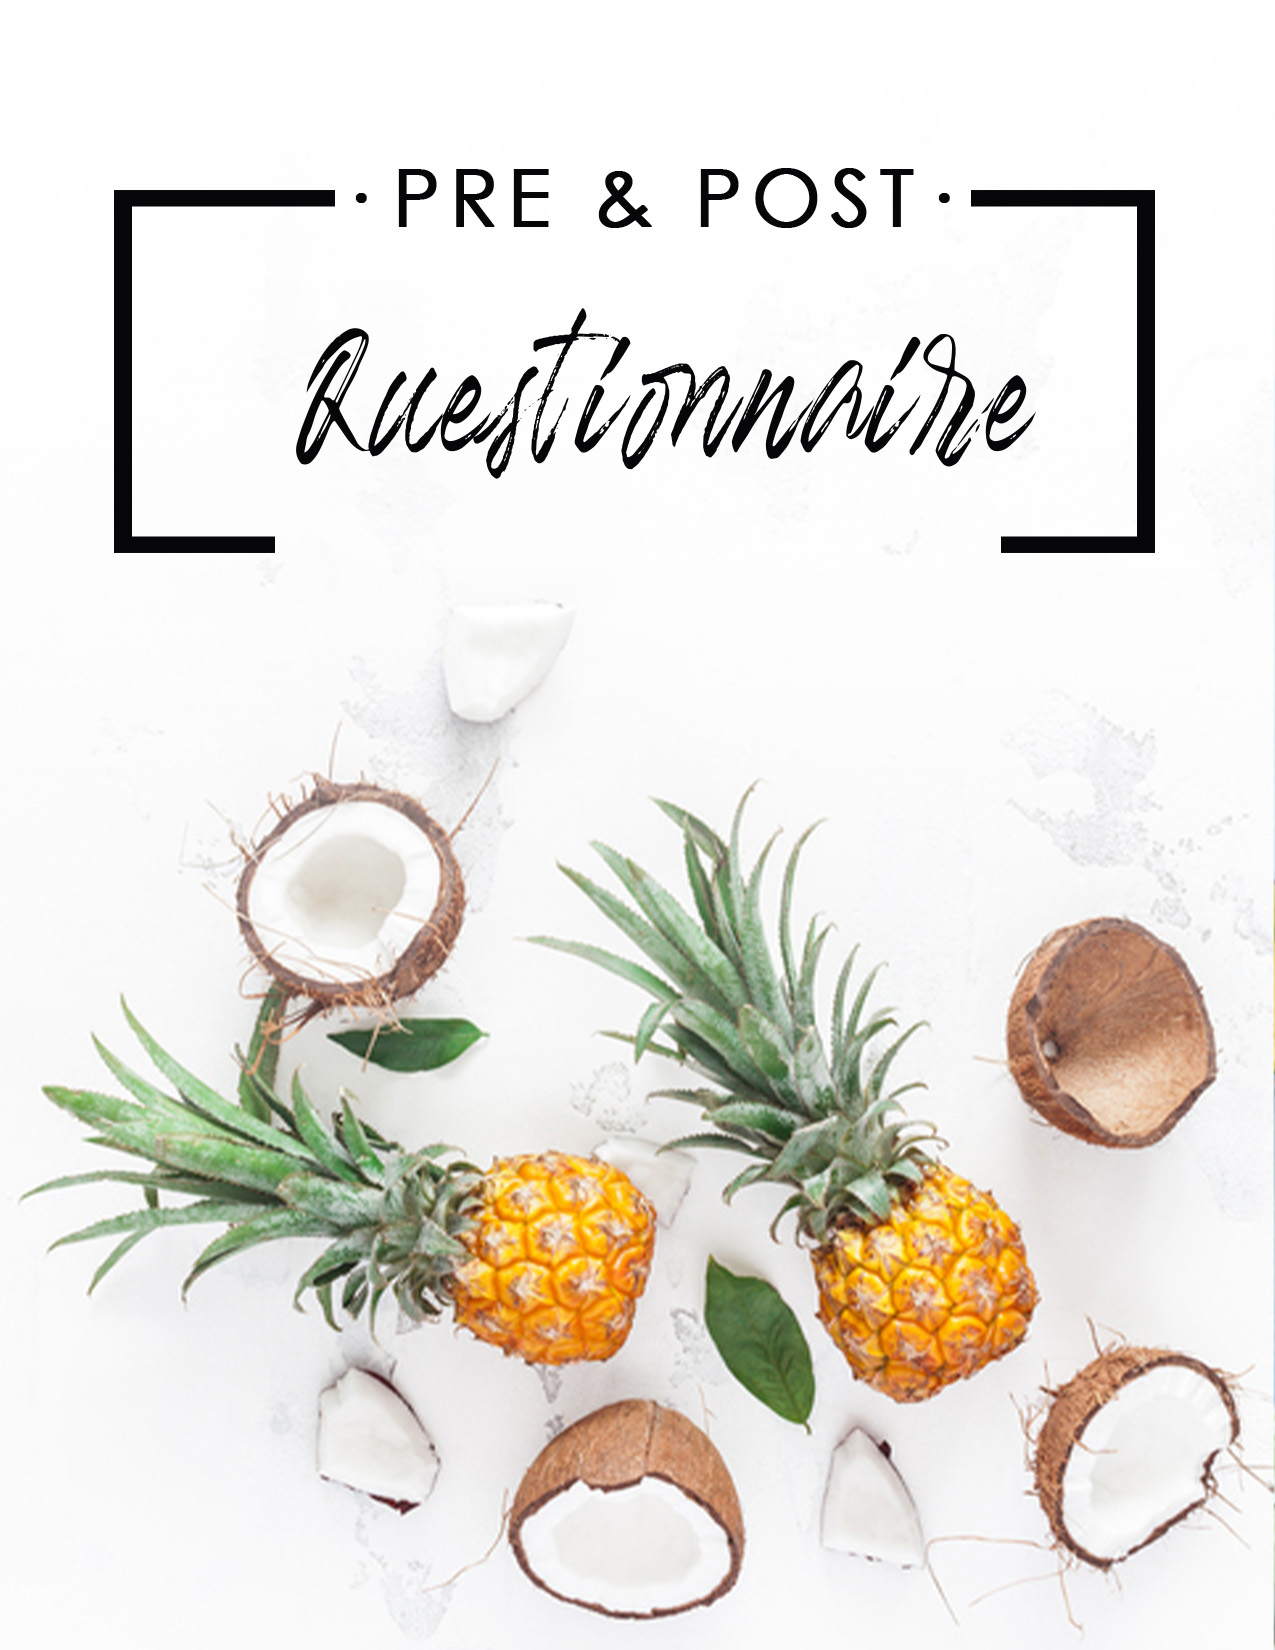 · PRE & POST ·
Questionnaire